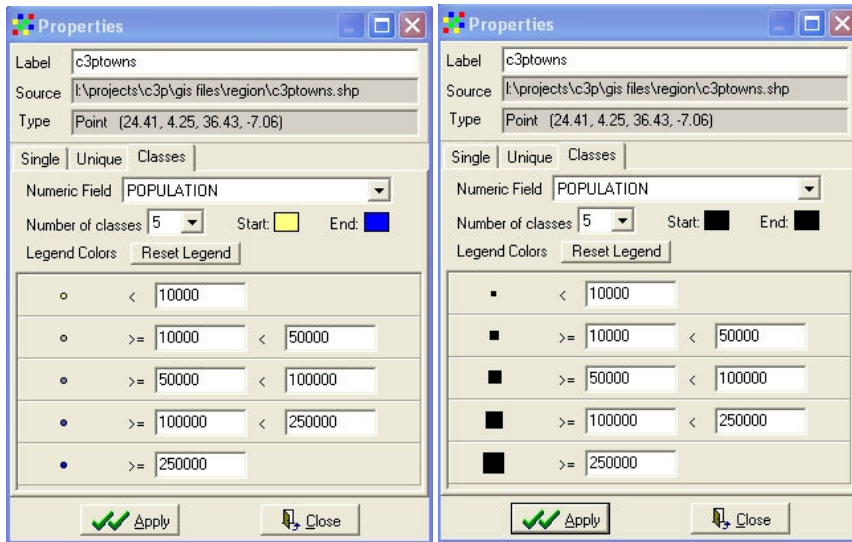 Properties
Label c3ptowns
Source I:\projects\c3p\gis files\region\c3ptowns.shp
Type Point (24.41, 4.25, 36.43, -7.06)
Single Unique Classes
Numeric Field POPULATION
Number of classes 5 Start: End:
Legend Colors Reset Legend
< 10000
>= 10000 < 50000
>= 50000 < 100000
>= 100000 < 250000
>= 250000
Apply Close
Properties
Label c3ptowns
Source I:\projects\c3p\gis files\region\c3ptowns.shp
Type Point (24.41, 4.25, 36.43, -7.06)
Single Unique Classes
Numeric Field POPULATION
Number of classes 5 Start: End:
Legend Colors Reset Legend
< 10000
>= 10000 < 50000
>= 50000 < 100000
>= 100000 < 250000
>= 250000
Apply Close